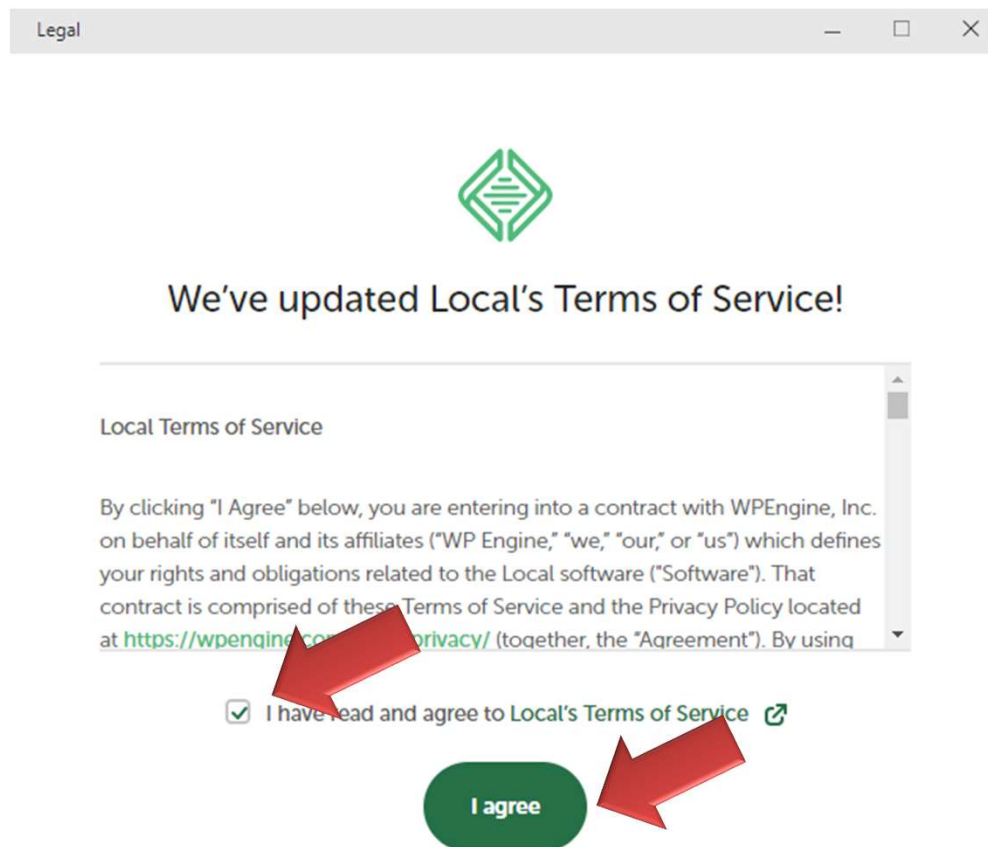 Legal
We’ve updated Local’s Terms of Service!
Local Terms of Service
By clicking “I Agree” below, you are entering into a contract with WPEngine, Inc.
on behalf of itself and its affiliates (“WP Engine,” “we,” “our,” or “us”) which defines
your rights and obligations related to the Local software (“Software”). That
contract is comprised of these Terms of Service and the Privacy Policy located
at privacy/ (together, the “Agreement”). By using
I have read and agree to Local’s Terms of Service
I agree